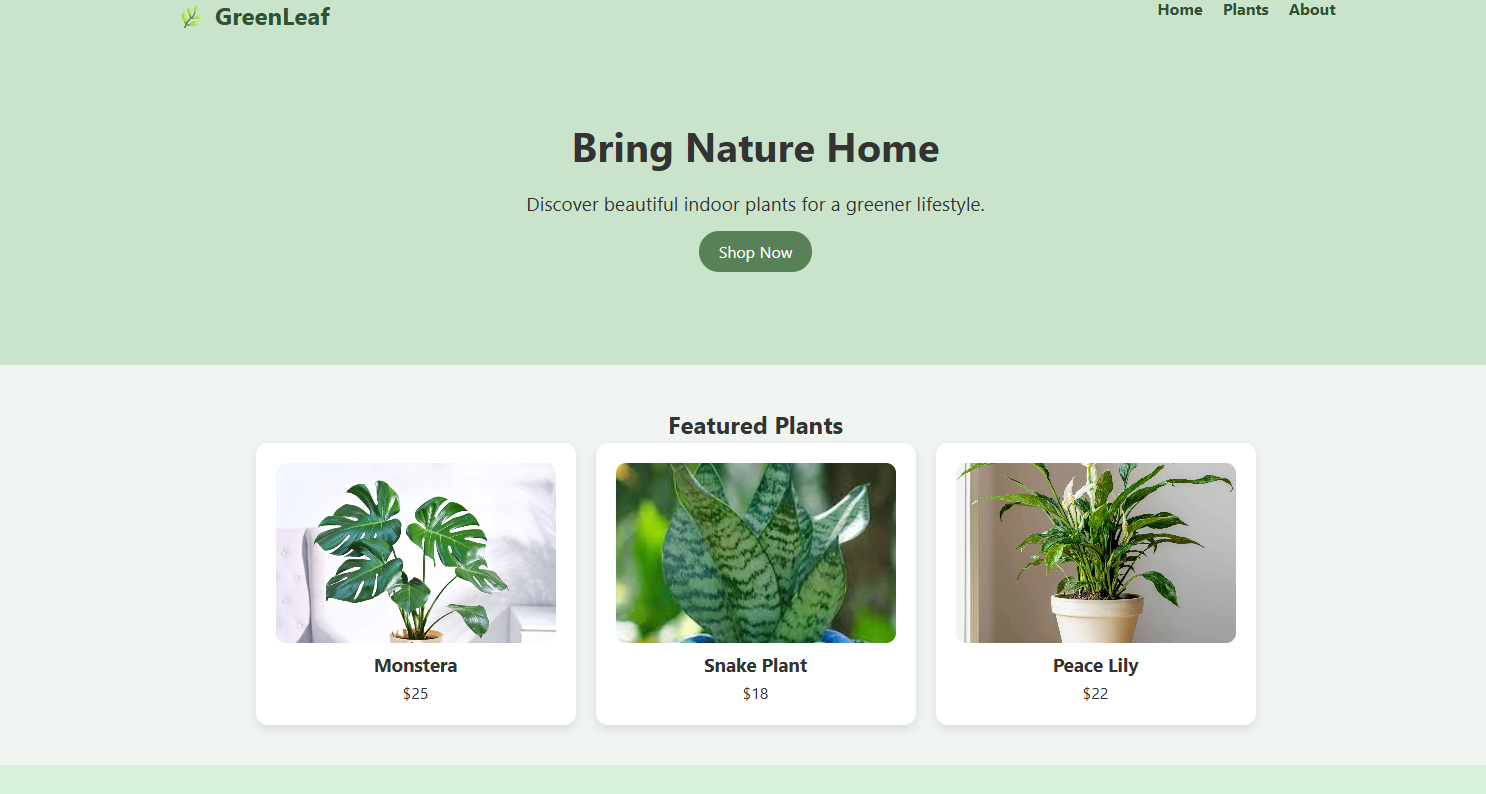 GreenLeaf
Home Plants About
Bring Nature Home
Discover beautiful indoor plants for a greener lifestyle.
Shop Now
Featured Plants
Monstera
$25
Snake Plant
$18
Peace Lily
$22